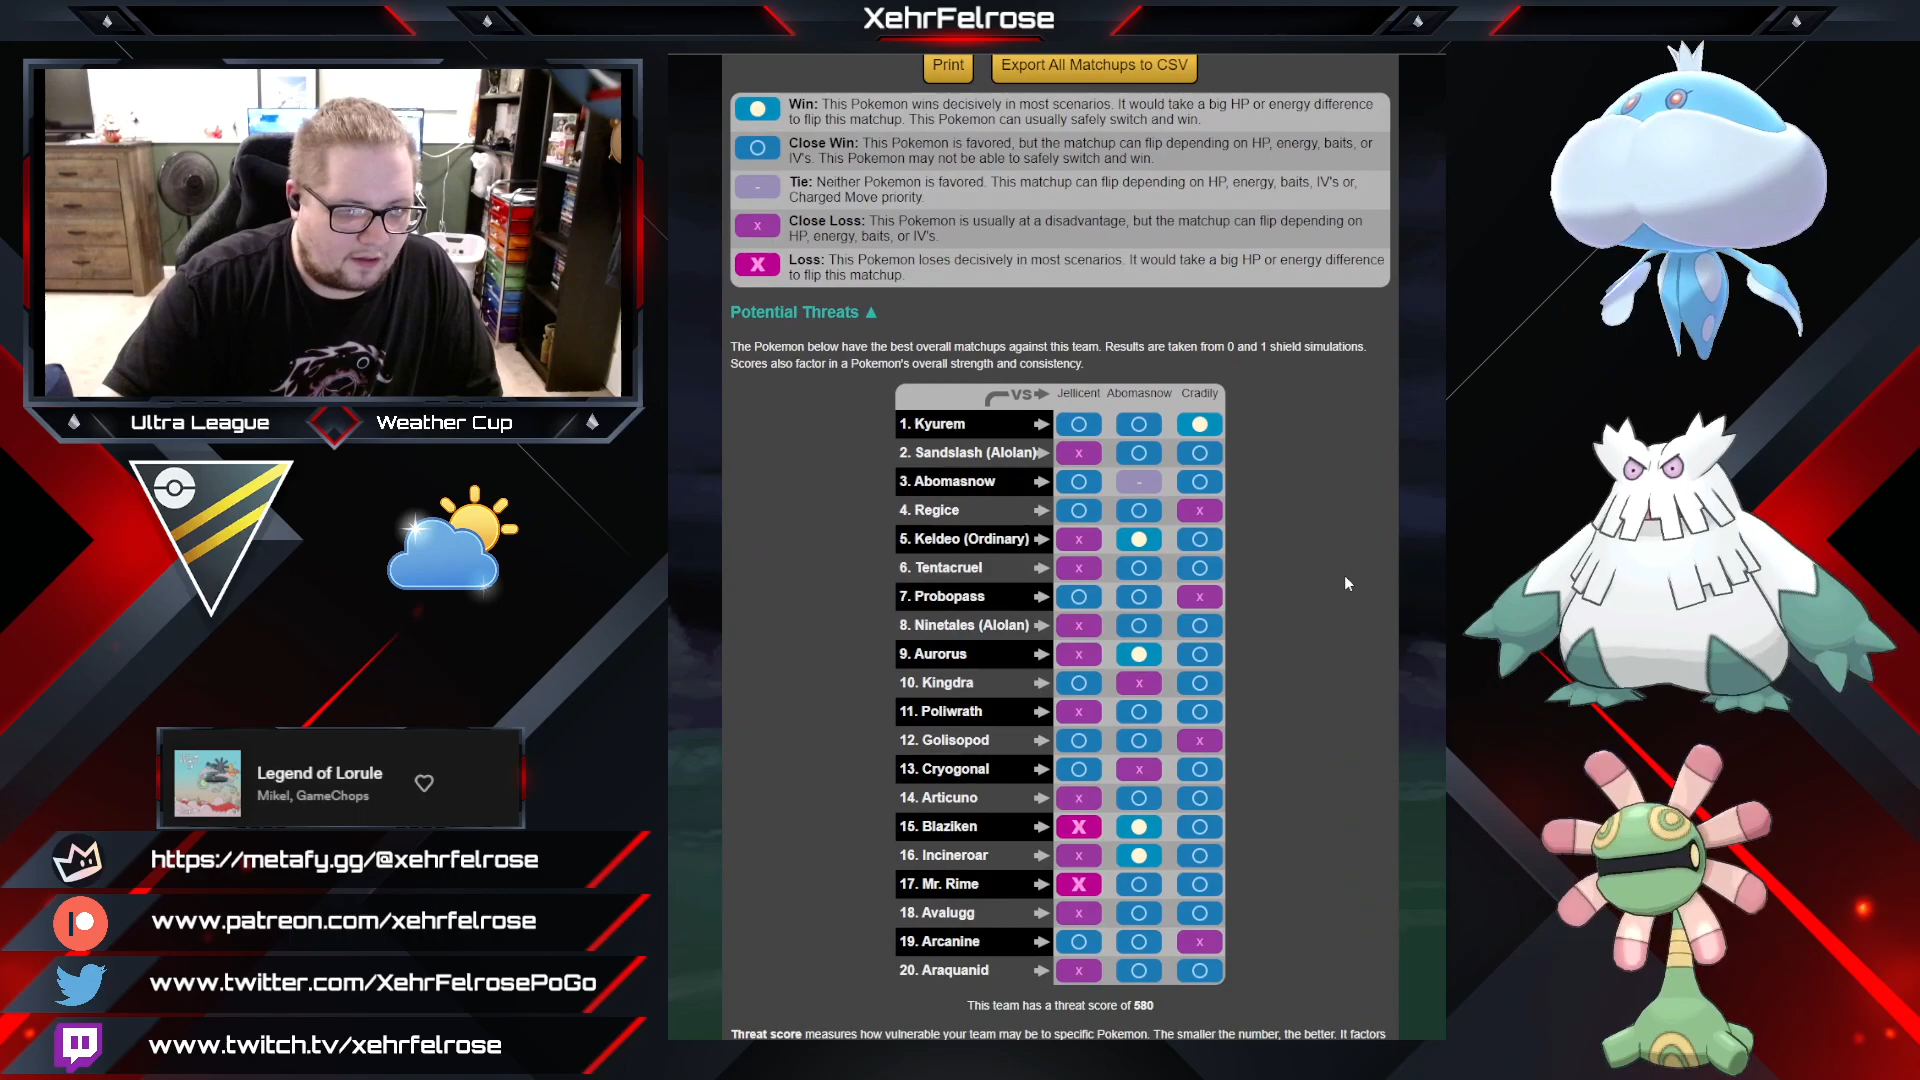 XehrFelrose
Print
Export All Matchups to CSV
Win: This Pokemon wins decisively in most scenarios. It would take a big HP or energy difference
to flip this matchup. This Pokemon can usually safely switch and win.
Close Win: This Pokemon is favored, but the matchup can flip depending on HP, energy, baits, or
IV's. This Pokemon may not be able to safely switch and win.
- Tie: Neither Pokemon is favored. This matchup can flip depending on HP, energy, baits, IV's or,
Charged Move priority.
x Close Loss: This Pokemon is usually at a disadvantage, but the matchup can flip depending on
HP, energy, baits, or IV's.
X Loss: This Pokemon loses decisively in most scenarios. It would take a big HP or energy difference
to flip this matchup.
Potential Threats ▲
The Pokemon below have the best overall matchups against this team. Results are taken from 0 and 1 shield simulations.
Scores also factor in a Pokemon's overall strength and consistency.
VS Jellicent Abomasnow Cradily
1. Kyurem
2. Sandslash (Alolan) x
3. Abomasnow -
4. Regice x
5. Keldeo (Ordinary) x
6. Tentacruel x
7. Probopass x
8. Ninetales (Alolan) x
9. Aurorus x
10. Kingdra x
11. Poliwrath x
12. Golisopod x
13. Cryogonal x
14. Articuno x
15. Blaziken X
16. Incineroar x
17. Mr. Rime X
18. Avalugg x
19. Arcanine x
20. Araquanid x
This team has a threat score of 580
Threat score measures how vulnerable your team may be to specific Pokemon. The smaller the number, the better. It factors
Ultra League
Weather Cup
Legend of Lorule
Mikel, GameChops
https://metafy.gg/@xehrfelrose
www.patreon.com/xehrfelrose
www.twitter.com/XehrFelrosePoGo
www.twitch.tv/xehrfelrose